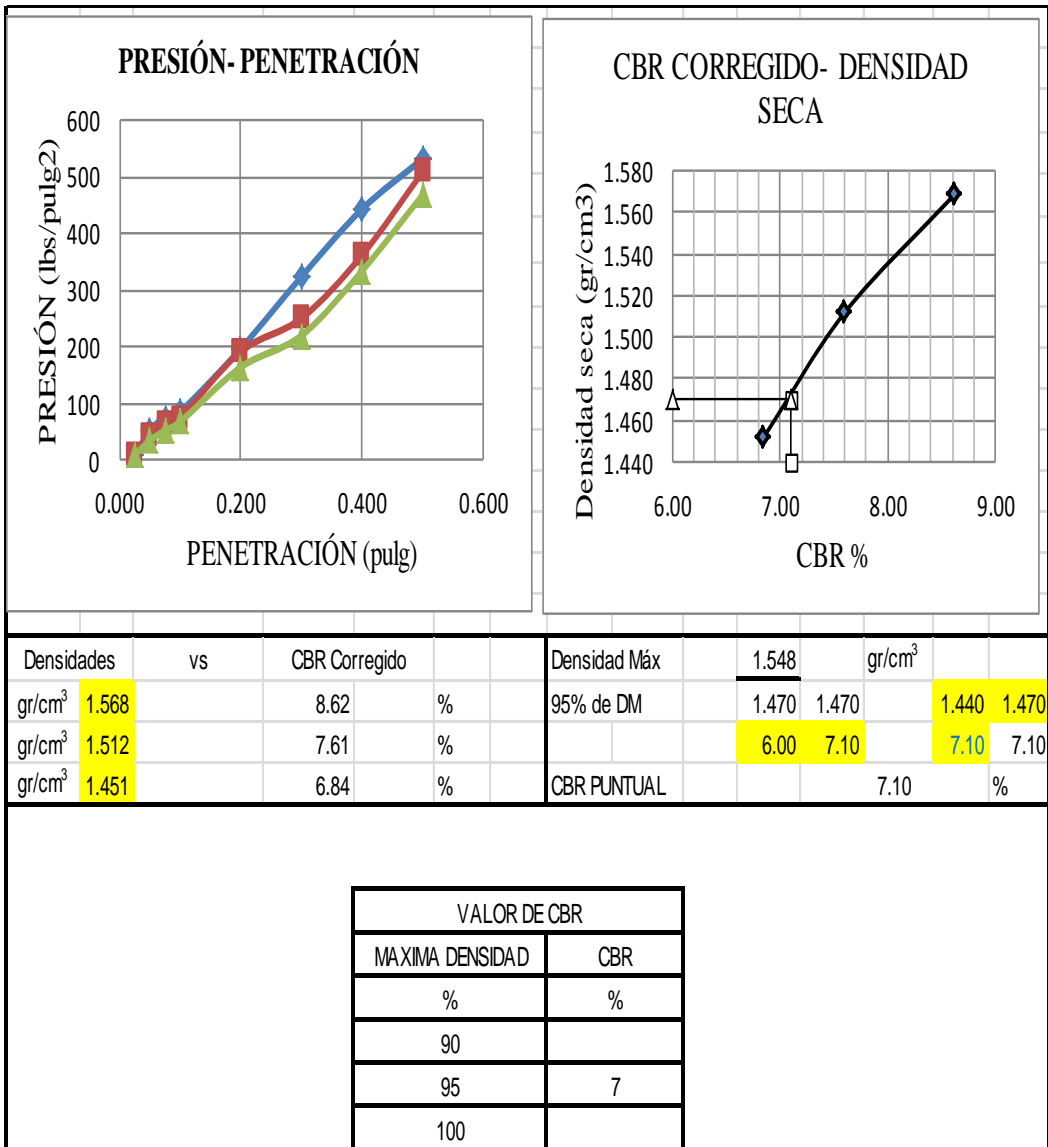 PRESIÓN- PENETRACIÓN
PRESIÓN (lbs/pulg2)
600
500
400
300
200
100
0
0.000 0.200 0.400 0.600
PENETRACIÓN (pulg)
CBR CORREGIDO- DENSIDAD
SECA
Densidad seca (gr/cm3)
1.580
1.560
1.540
1.520
1.500
1.480
1.460
1.440
6.00 7.00 8.00 9.00
CBR %
Densidades vs CBR Corregido
gr/cm³ 1.568 8.62 %
gr/cm³ 1.512 7.61 %
gr/cm³ 1.451 6.84 %
Densidad Máx 1.548 gr/cm³
95% de DM 1.470 1.470 1.440 1.470
6.00 7.10 7.10 7.10
CBR PUNTUAL 7.10 %
VALOR DE CBR
MAXIMA DENSIDAD CBR
% %
90
95 7
100